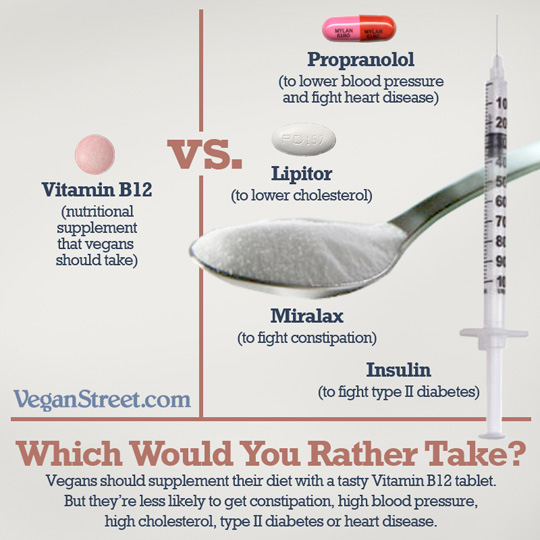 MYLAN MYLAN
6160 6160
Propranolol
(to lower blood pressure
and fight heart disease)
VS.
PD 157
Lipitor
(to lower cholesterol)
Vitamin B12
(nutritional
supplement
that vegans
should take)
10
20
40
50
60
70
80
90
Miralax
(to fight constipation)
Insulin
(to fight type II diabetes)
VeganStreet.com
Which Would You Rather Take?
Vegans should supplement their diet with a tasty Vitamin B12 tablet.
But they're less likely to get constipation, high blood pressure,
high cholesterol, type II diabetes or heart disease.